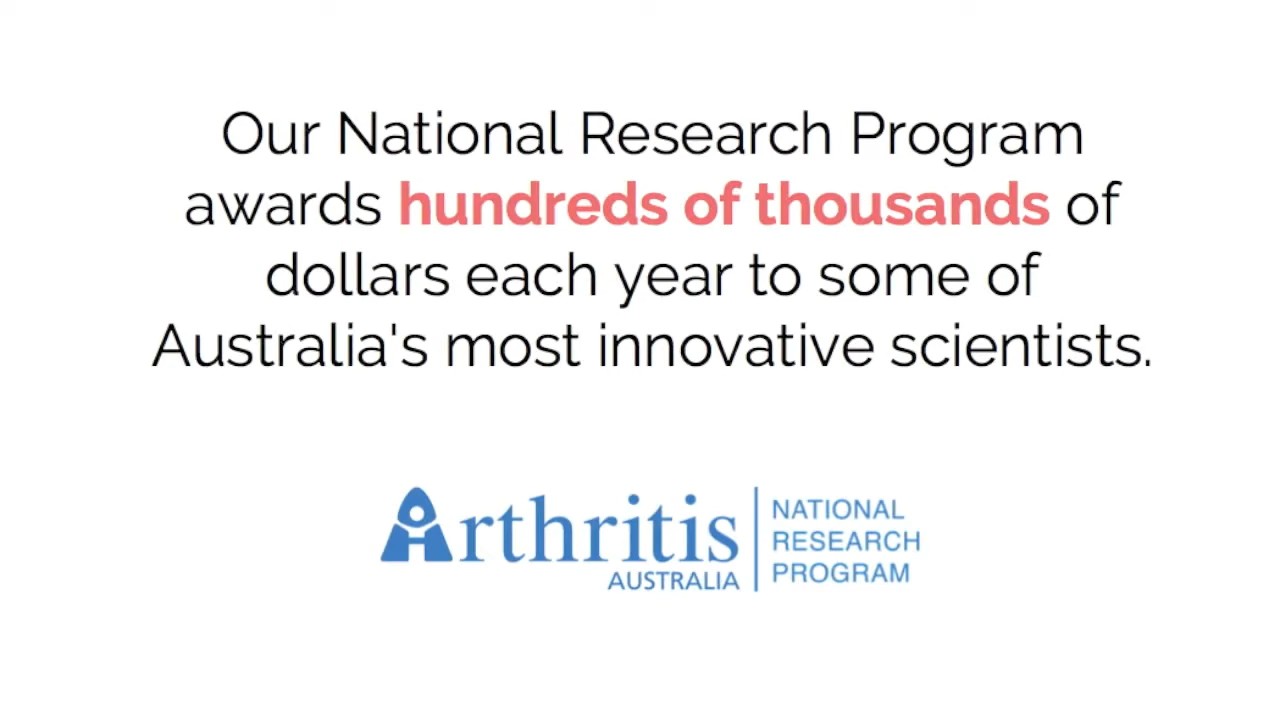 Our National Research Program
awards hundreds of thousands of
dollars each year to some of
Australia's most innovative scientists.
Arthritis
AUSTRALIA
NATIONAL
RESEARCH
PROGRAM